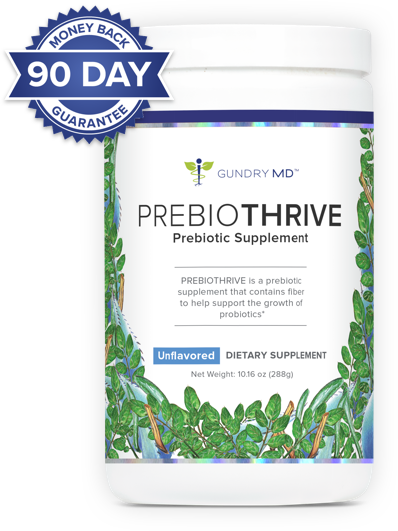 MONEY BACK
90 DAY
GUARANTEE
GUNDRY MD™
PREBIOTHRIVE
Prebiotic Supplement
PREBIOTHRIVE is a prebiotic
supplement that contains fiber
to help support the growth of
probiotics*
Unflavored DIETARY SUPPLEMENT
Net Weight: 10.16 oz (288g)